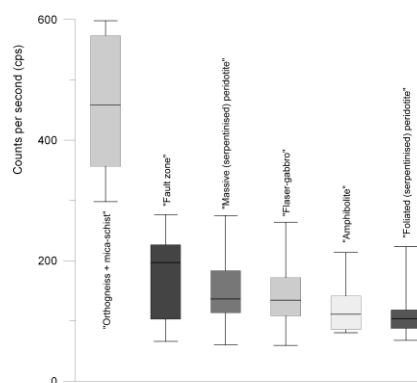 600
400
200
0
Counts per second (cps)
"Orthogneiss + mica-schist"
"Fault zone"
"Massive (serpentinised) peridotite"
"Flaser-gabbro"
"Amphibolite"
"Foliated (serpentinised) peridotite"